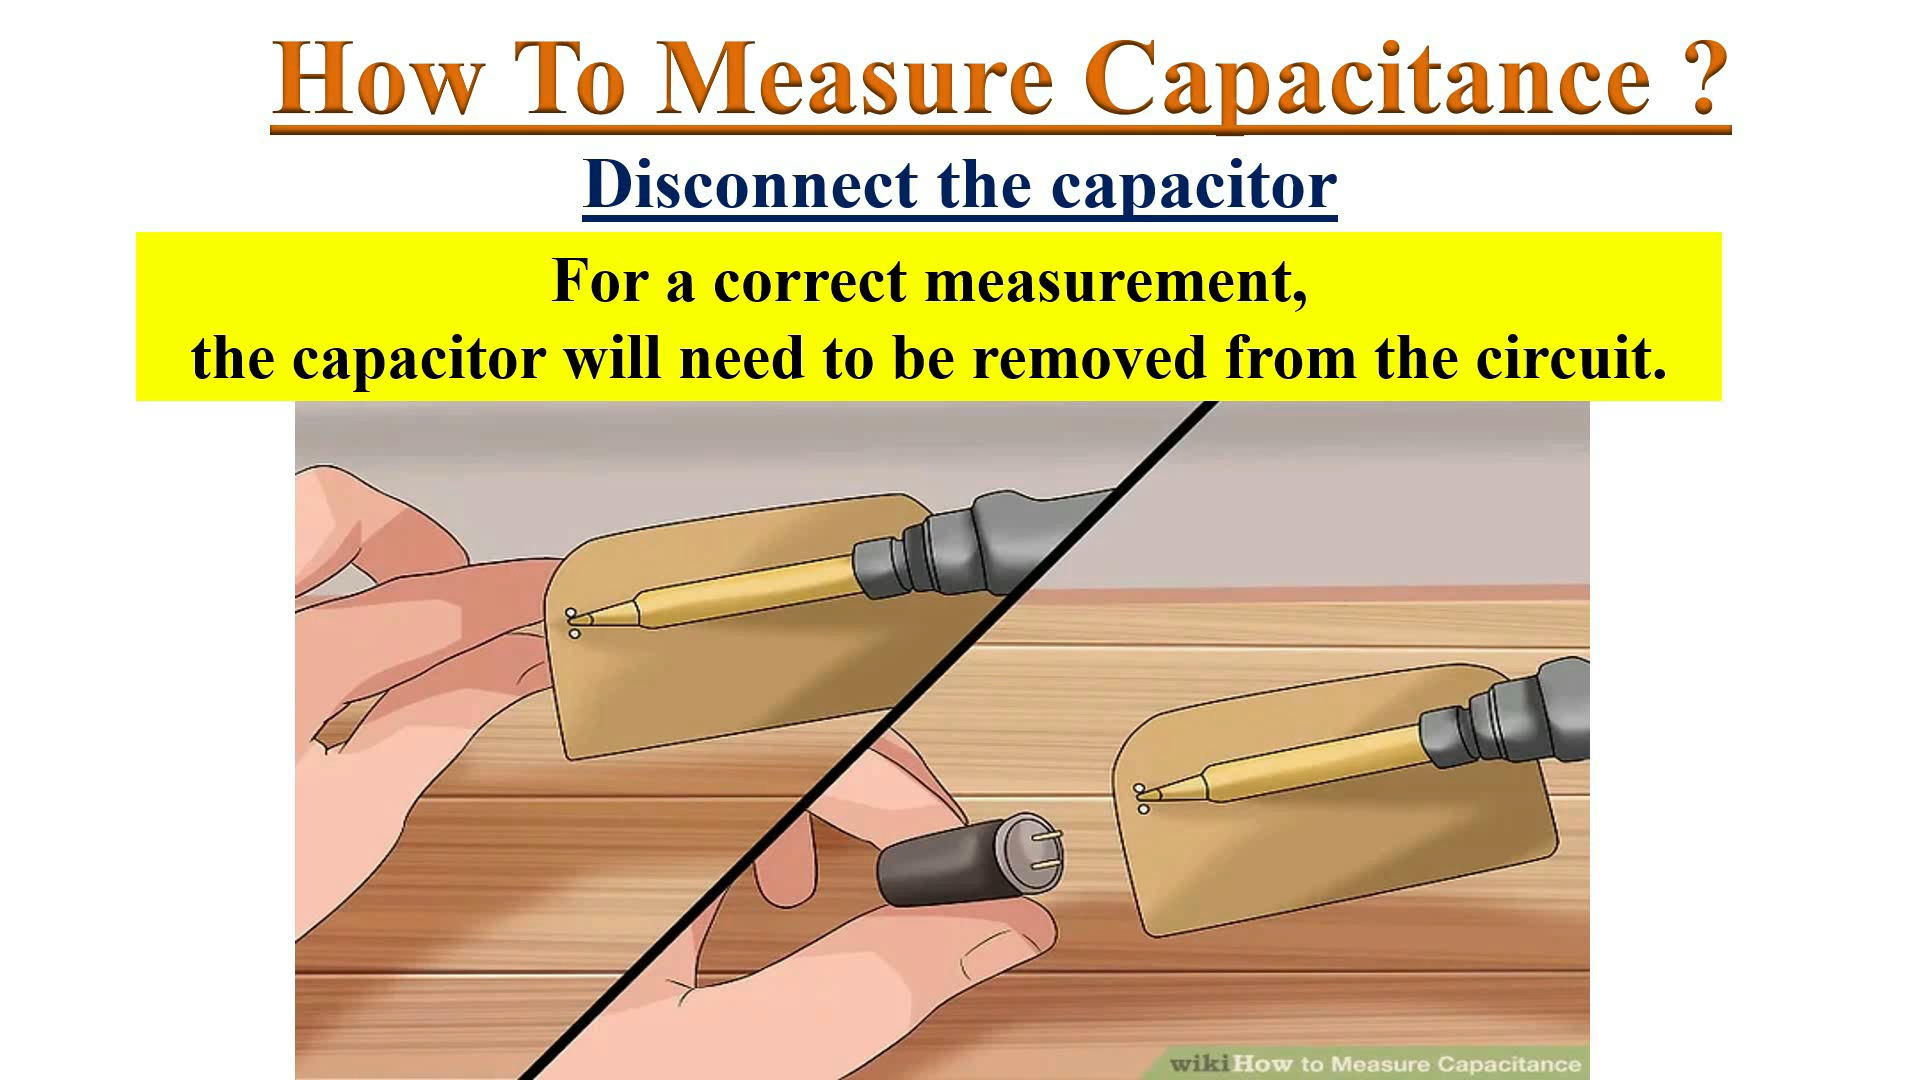 How To Measure Capacitance ?
Disconnect the capacitor
For a correct measurement,
the capacitor will need to be removed from the circuit.
wikiHow to Measure Capacitance